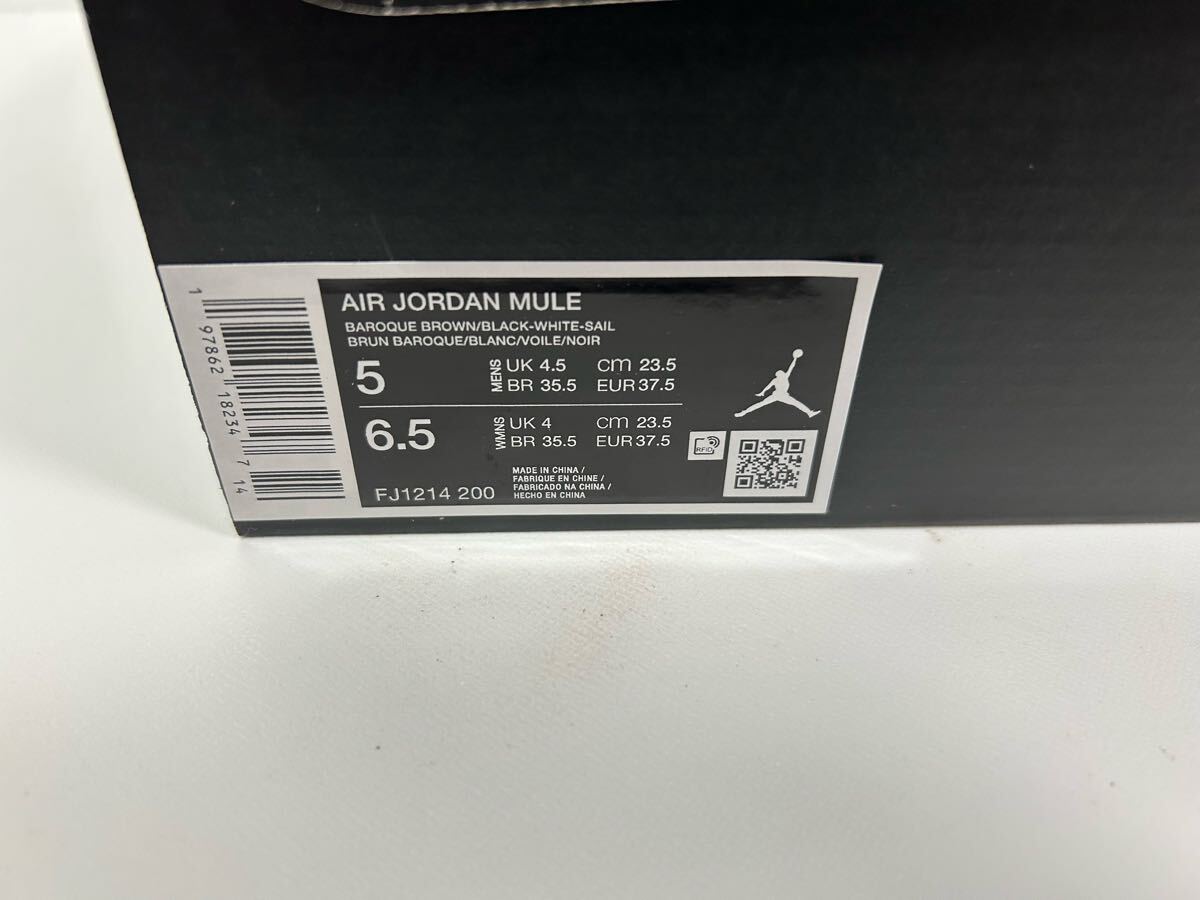 AIR JORDAN MULE
BAROQUE BROWN/BLACK-WHITE-SAIL
BRUN BAROQUE/BLANC/VOILE/NOIR
5 MENS UK 4.5 cm 23.5
BR 35.5 EUR 37.5
6.5 WMNS UK 4 cm 23.5
BR 35.5 EUR 37.5
RFID
MADE IN CHINA /
FABRIQUE EN CHINE /
FABRICADO NA CHINA /
HECHO EN CHINA
FJ1214 200
1 97862 18234 7 14